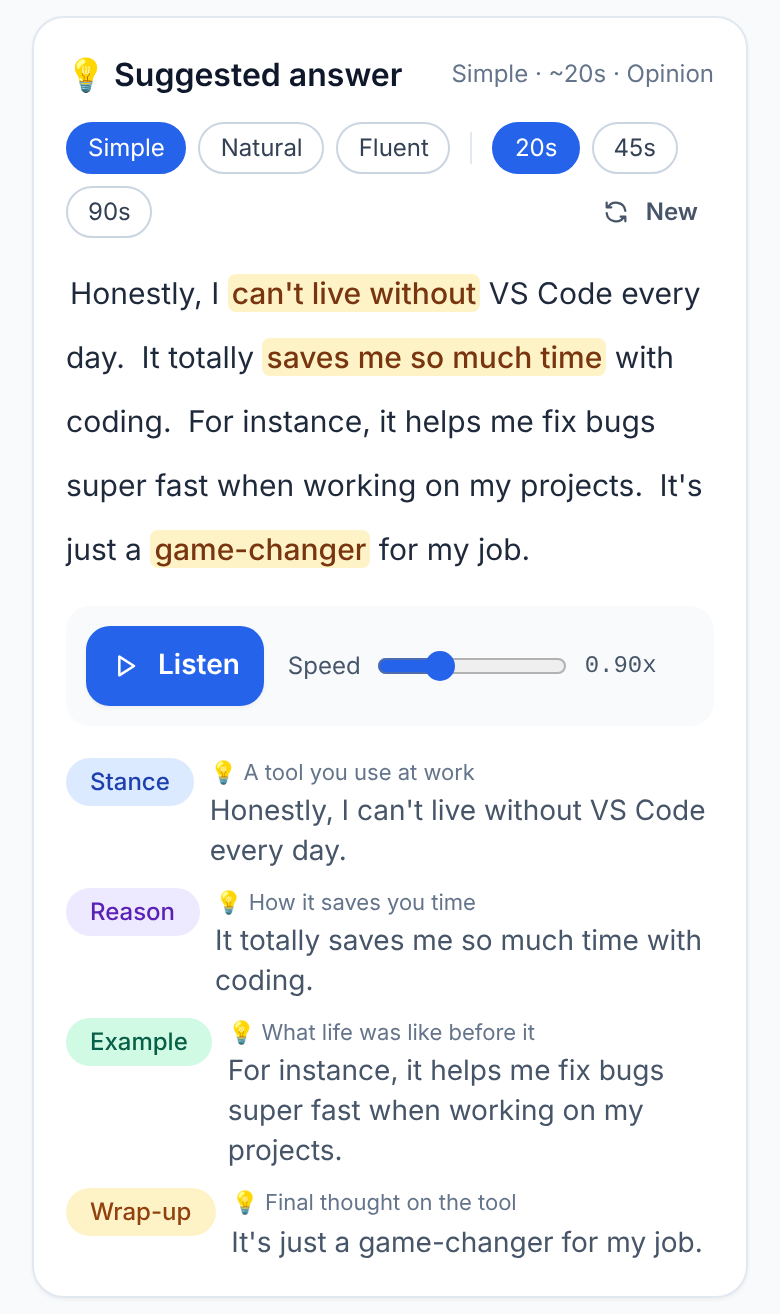 💡 Suggested answer Simple · ~20s · Opinion
Simple Natural Fluent 20s 45s
90s New
Honestly, I can't live without VS Code every
day. It totally saves me so much time with
coding. For instance, it helps me fix bugs
super fast when working on my projects. It's
just a game-changer for my job.
Listen Speed 0.90x
Stance 💡 A tool you use at work
Honestly, I can't live without VS Code
every day.
Reason 💡 How it saves you time
It totally saves me so much time with
coding.
Example 💡 What life was like before it
For instance, it helps me fix bugs
super fast when working on my
projects.
Wrap-up 💡 Final thought on the tool
It's just a game-changer for my job.